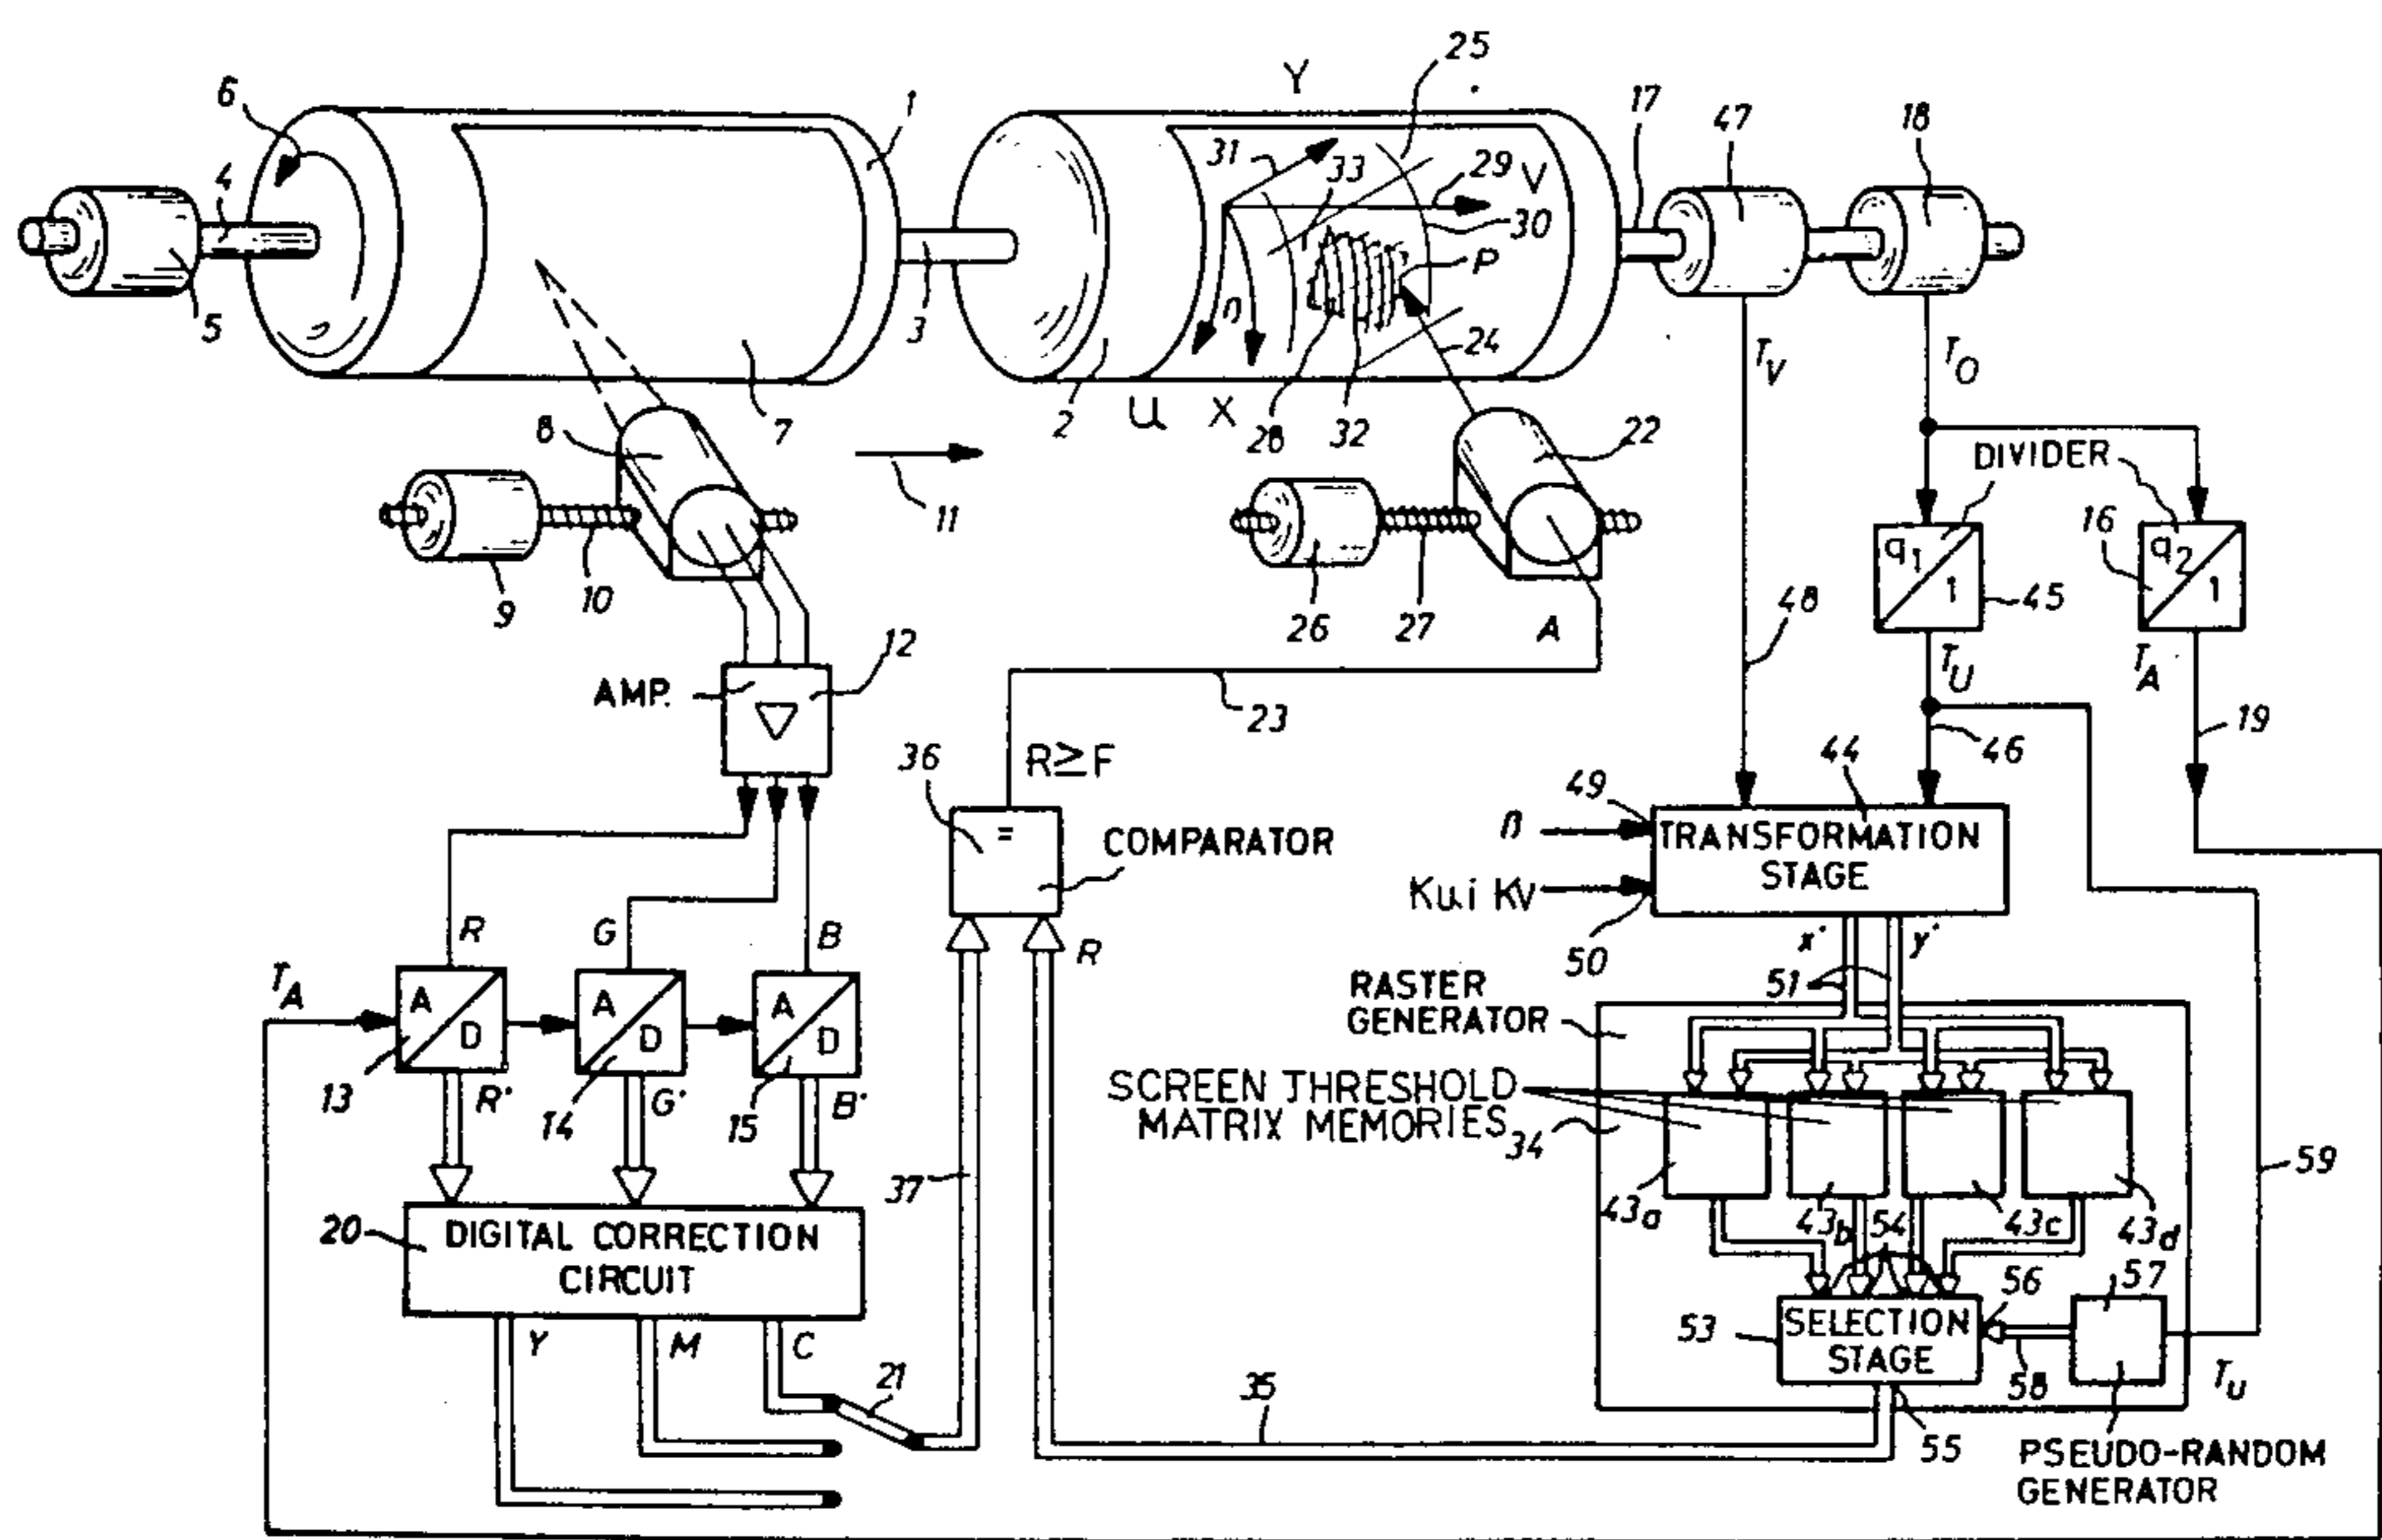 6
1
Y
25
17
47
18
4
31
33
29 V
30
5
3
P
n
24
T_V
T_O
8
7
2
U
X
28
32
22
DIVIDER
11
16
q1/1
q2/1
45
9
10
26
27
A
48
12
T_U
T_A
AMP.
23
19
36
R≥F
46
49
44
=
COMPARATOR
n
TRANSFORMATION
STAGE
Kui KV
R
G
B
50
x'
y'
R
T_A
RASTER
GENERATOR
51
A/D
A/D
A/D
13
R'
14
G'
15
B'
SCREEN THRESHOLD
MATRIX MEMORIES
34
59
37
43a
43b
54
43c
43d
20
DIGITAL CORRECTION
CIRCUIT
57
56
53
SELECTION
STAGE
Y
M
C
58
T_U
21
35
55
PSEUDO-RANDOM
GENERATOR